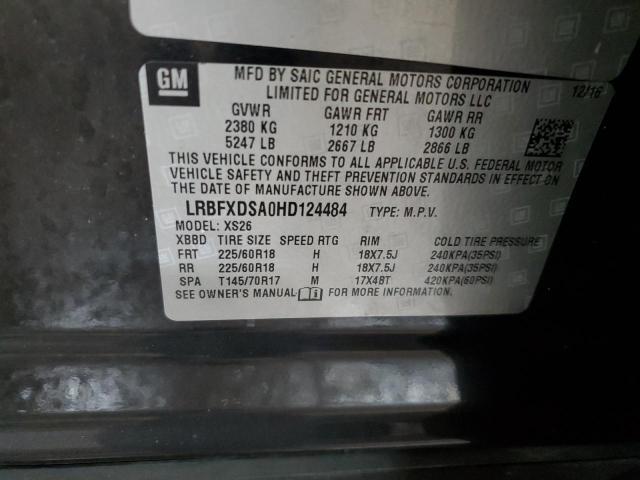 GM
MFD BY SAIC GENERAL MOTORS CORPORATION
LIMITED FOR GENERAL MOTORS LLC 12/16
GVWR GAWR FRT GAWR RR
2380 KG 1210 KG 1300 KG
5247 LB 2667 LB 2866 LB
THIS VEHICLE CONFORMS TO ALL APPLICABLE U.S. FEDERAL MOTOR
VEHICLE SAFETY AND THEFT PREVENTION STANDARDS IN EFFECT ON
THE DATE OF MANUFACTURE SHOWN ABOVE.
LRBFXDSA0HD124484 TYPE: M.P.V.
MODEL: XS26
XBBD TIRE SIZE SPEED RTG RIM COLD TIRE PRESSURE
FRT 225/60R18 H 18X7.5J 240KPA(35PSI)
RR 225/60R18 H 18X7.5J 240KPA(35PSI)
SPA T145/70R17 M 17X4BT 420KPA(60PSI)
SEE OWNER'S MANUAL i FOR MORE INFORMATION.